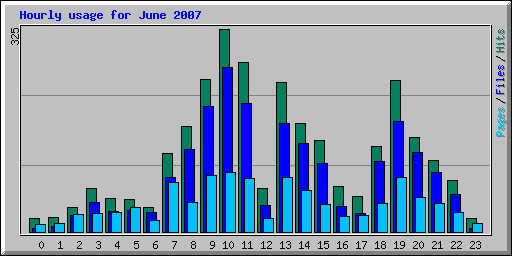 Hourly usage for June 2007
325
Pages / Files / Hits
0 1 2 3 4 5 6 7 8 9 10 11 12 13 14 15 16 17 18 19 20 21 22 23